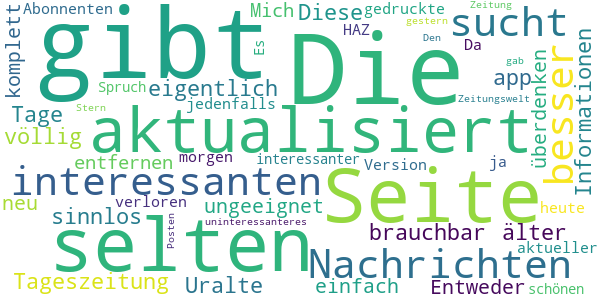 Abonnenten
komplett
gibt
Mich
Diese
gedruckte
Zeitung
gestern
sucht
HAZ
Den
Es
Die
Da
gab
Spruch
eigentlich
app
Tage
jedenfalls
Zeitungswelt
Stern
aktualisiert
überdenken
besser
Informationen
völlig
entfernen
morgen
interessanter
Version
ja
interessanten
Seite
neu
verloren
ungeeignet
heute
sinnlos
uninteressanteres
Posten
brauchbar
älter
selten
Nachrichten
aktueller
Tageszeitung
Uralte
einfach
Entweder
schönen